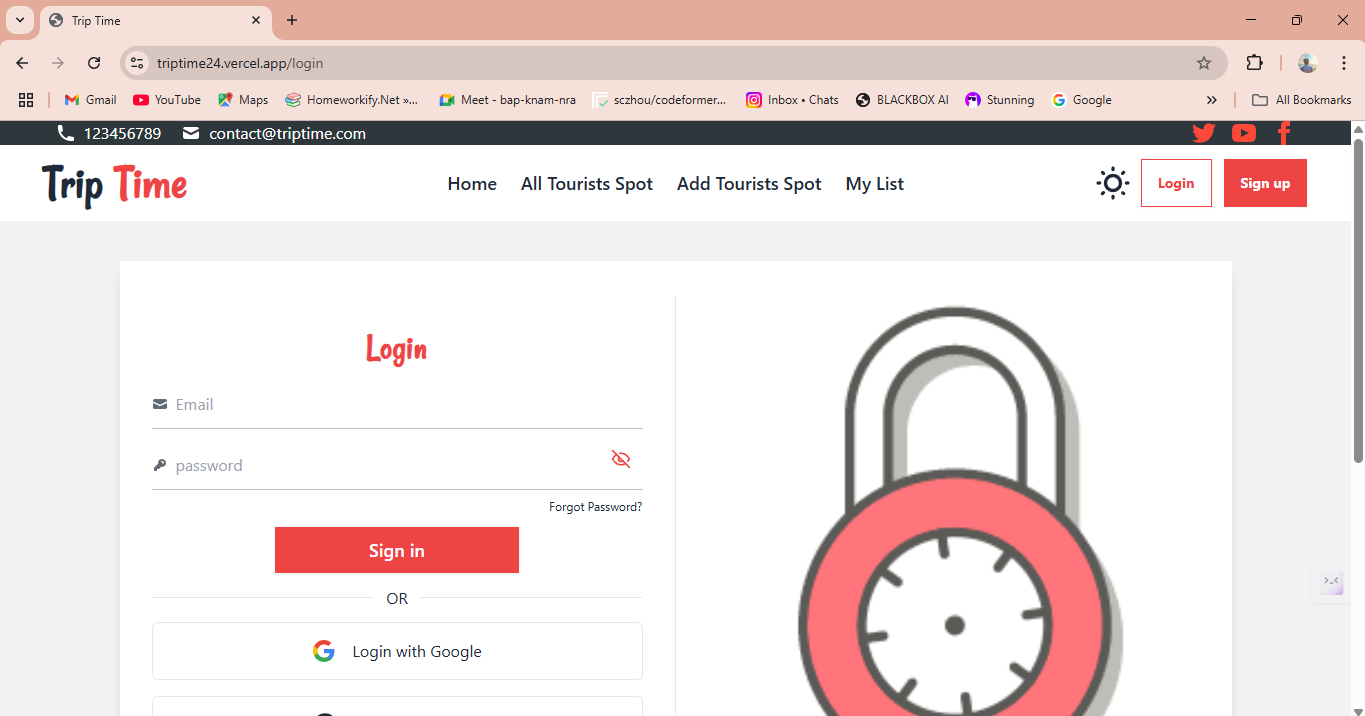 Trip Time
triptime24.vercel.app/login
Gmail YouTube Maps Homeworkify.Net »... Meet - bap-knam-nra sczhou/codeformer... Inbox • Chats BLACKBOX AI Stunning Google » All Bookmarks
123456789 contact@triptime.com
Trip Time Home All Tourists Spot Add Tourists Spot My List Login Sign up
Login
Email
password
Forgot Password?
Sign in
OR
Login with Google